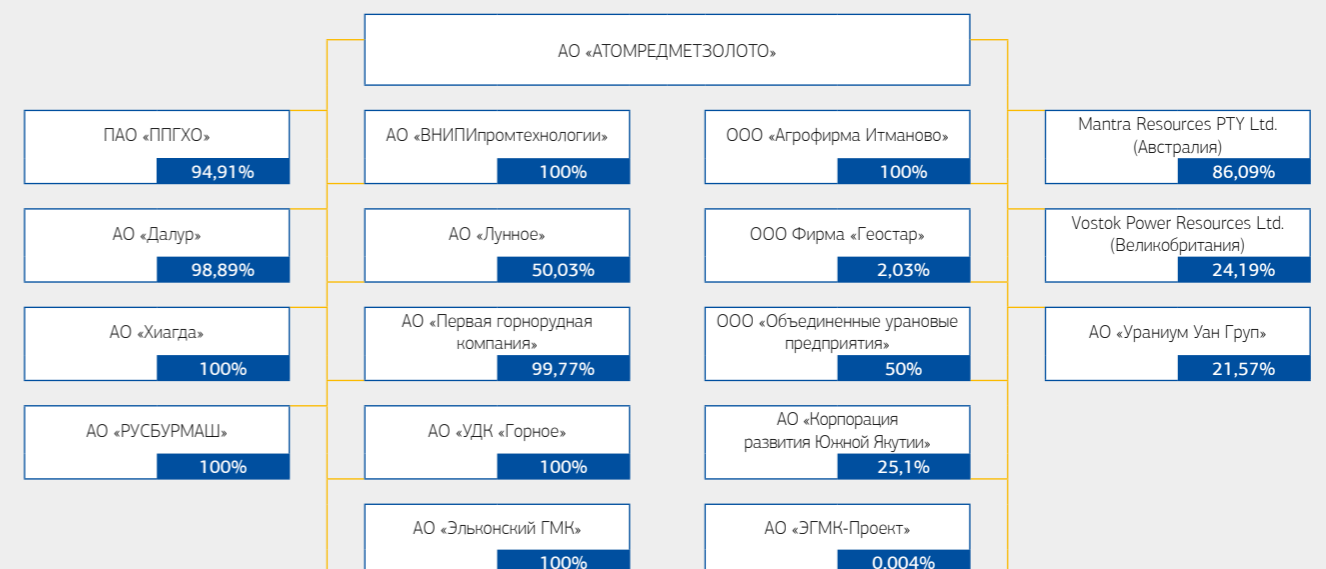 АО «АТОМРЕДМЕТЗОЛОТО»
ПАО «ППГХО»
94,91%
АО «ВНИПИпромтехнологии»
100%
ООО «Агрофирма Итманово»
100%
Mantra Resources PTY Ltd.
(Австралия)
86,09%
АО «Далур»
98,89%
АО «Лунное»
50,03%
ООО Фирма «Геостар»
2,03%
Vostok Power Resources Ltd.
(Великобритания)
24,19%
АО «Хиагда»
100%
АО «Первая горнорудная
компания»
99,77%
ООО «Объединенные урановые
предприятия»
50%
АО «Ураниум Уан Груп»
21,57%
АО «РУСБУРМАШ»
100%
АО «УДК «Горное»
100%
АО «Корпорация
развития Южной Якутии»
25,1%
АО «Эльконский ГМК»
100%
АО «ЭГМК-Проект»
0,004%